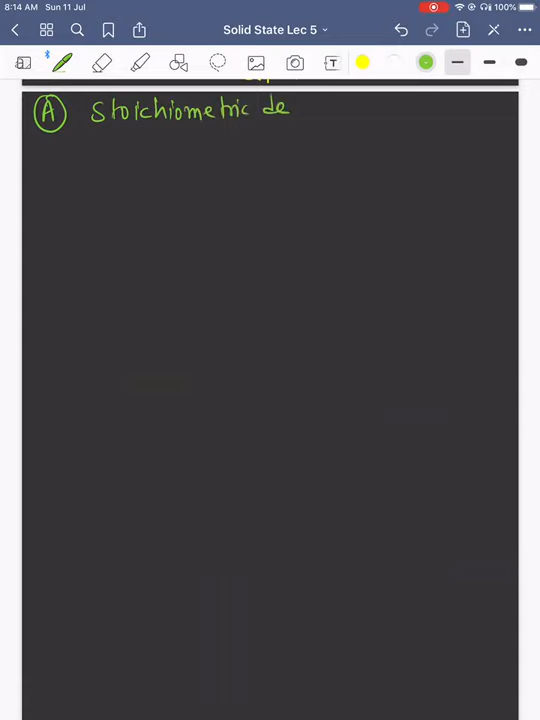 8:14 AM Sun 11 Jul
100%
Solid State Lec 5
T
A Stoichiometric de